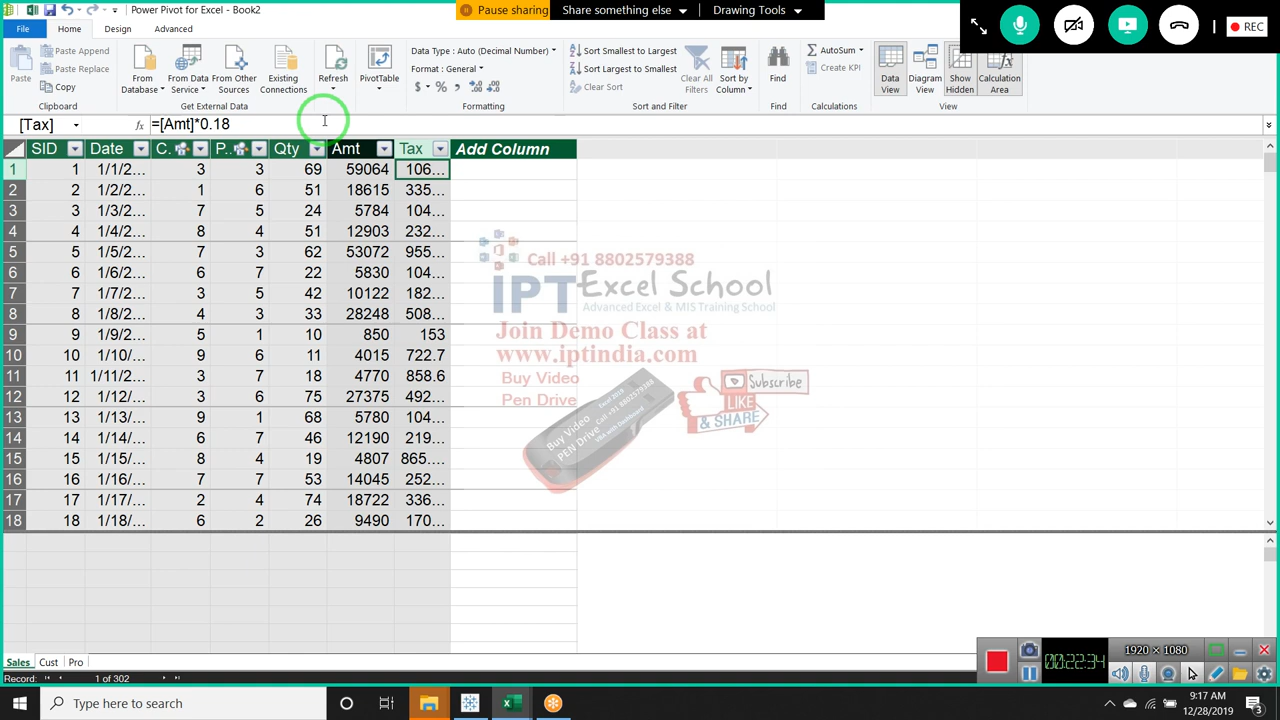 Power Pivot for Excel - Book2
Pause sharing
Share something else
Drawing Tools
REC
File
Home
Design
Advanced
Paste
Paste Append
Paste Replace
Copy
Clipboard
From Database
From Data Service
From Other Sources
Existing Connections
Get External Data
Refresh
PivotTable
Data Type : Auto (Decimal Number)
Format : General
$ % ,
Formatting
Sort Smallest to Largest
Sort Largest to Smallest
Clear Sort
Clear All Filters
Sort by Column
Sort and Filter
Find
Find
AutoSum
Create KPI
Calculations
Data View
Diagram View
Show Hidden
Calculation Area
View
[Tax]
fx
=[Amt]*0.18
SID Date C. P.. Qty Amt Tax Add Column
1 1 1/1/2... 3 3 69 59064 106...
2 2 1/2/2... 1 6 51 18615 335...
3 3 1/3/2... 7 5 24 5784 104...
4 4 1/4/2... 8 4 51 12903 232...
5 5 1/5/2... 7 3 62 53072 955...
6 6 1/6/2... 6 7 22 5830 104...
7 7 1/7/2... 3 5 42 10122 182...
8 8 1/8/2... 4 3 33 28248 508...
9 9 1/9/2... 5 1 10 850 153
10 10 1/10/... 9 6 11 4015 722.7
11 11 1/11/2... 3 7 18 4770 858.6
12 12 1/12/... 3 6 75 27375 492...
13 13 1/13/... 9 1 68 5780 104...
14 14 1/14/... 6 7 46 12190 219...
15 15 1/15/... 8 4 19 4807 865....
16 16 1/16/... 7 7 53 14045 252...
17 17 1/17/... 2 4 74 18722 336...
18 18 1/18/... 6 2 26 9490 170...
Call +91 8802579388
IPT Excel School
Advanced Excel & MIS Training School
Join Demo Class at
www.iptindia.com
Buy Video
Pen Drive
Buy Video
PEN Drive
Excel 2019
Call +91 8802579388
VBA with Dashboard
Subscribe
LIKE
& SHARE
Sales Cust Pro
Record: 1 of 302
00:22:34
1920 × 1080
Type here to search
9:17 AM
12/28/2019
3